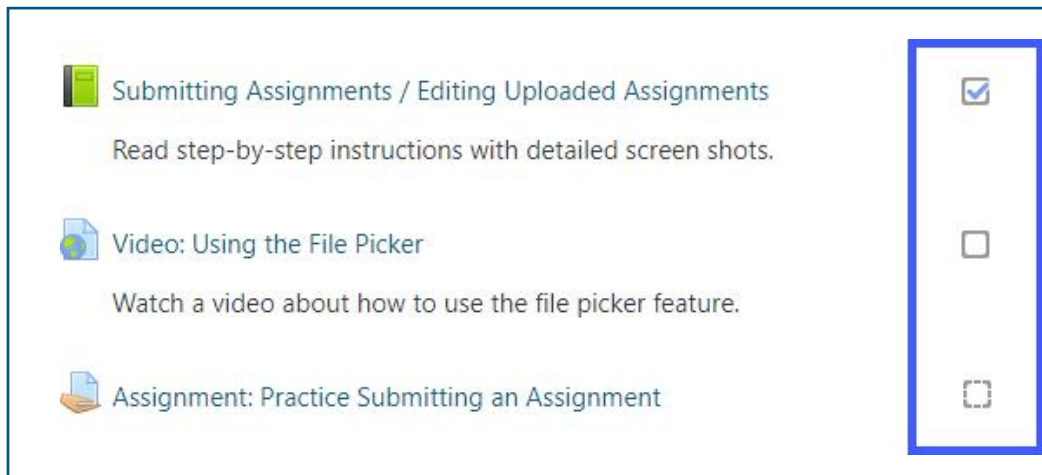 Submitting Assignments / Editing Uploaded Assignments
Read step-by-step instructions with detailed screen shots.
Video: Using the File Picker
Watch a video about how to use the file picker feature.
Assignment: Practice Submitting an Assignment